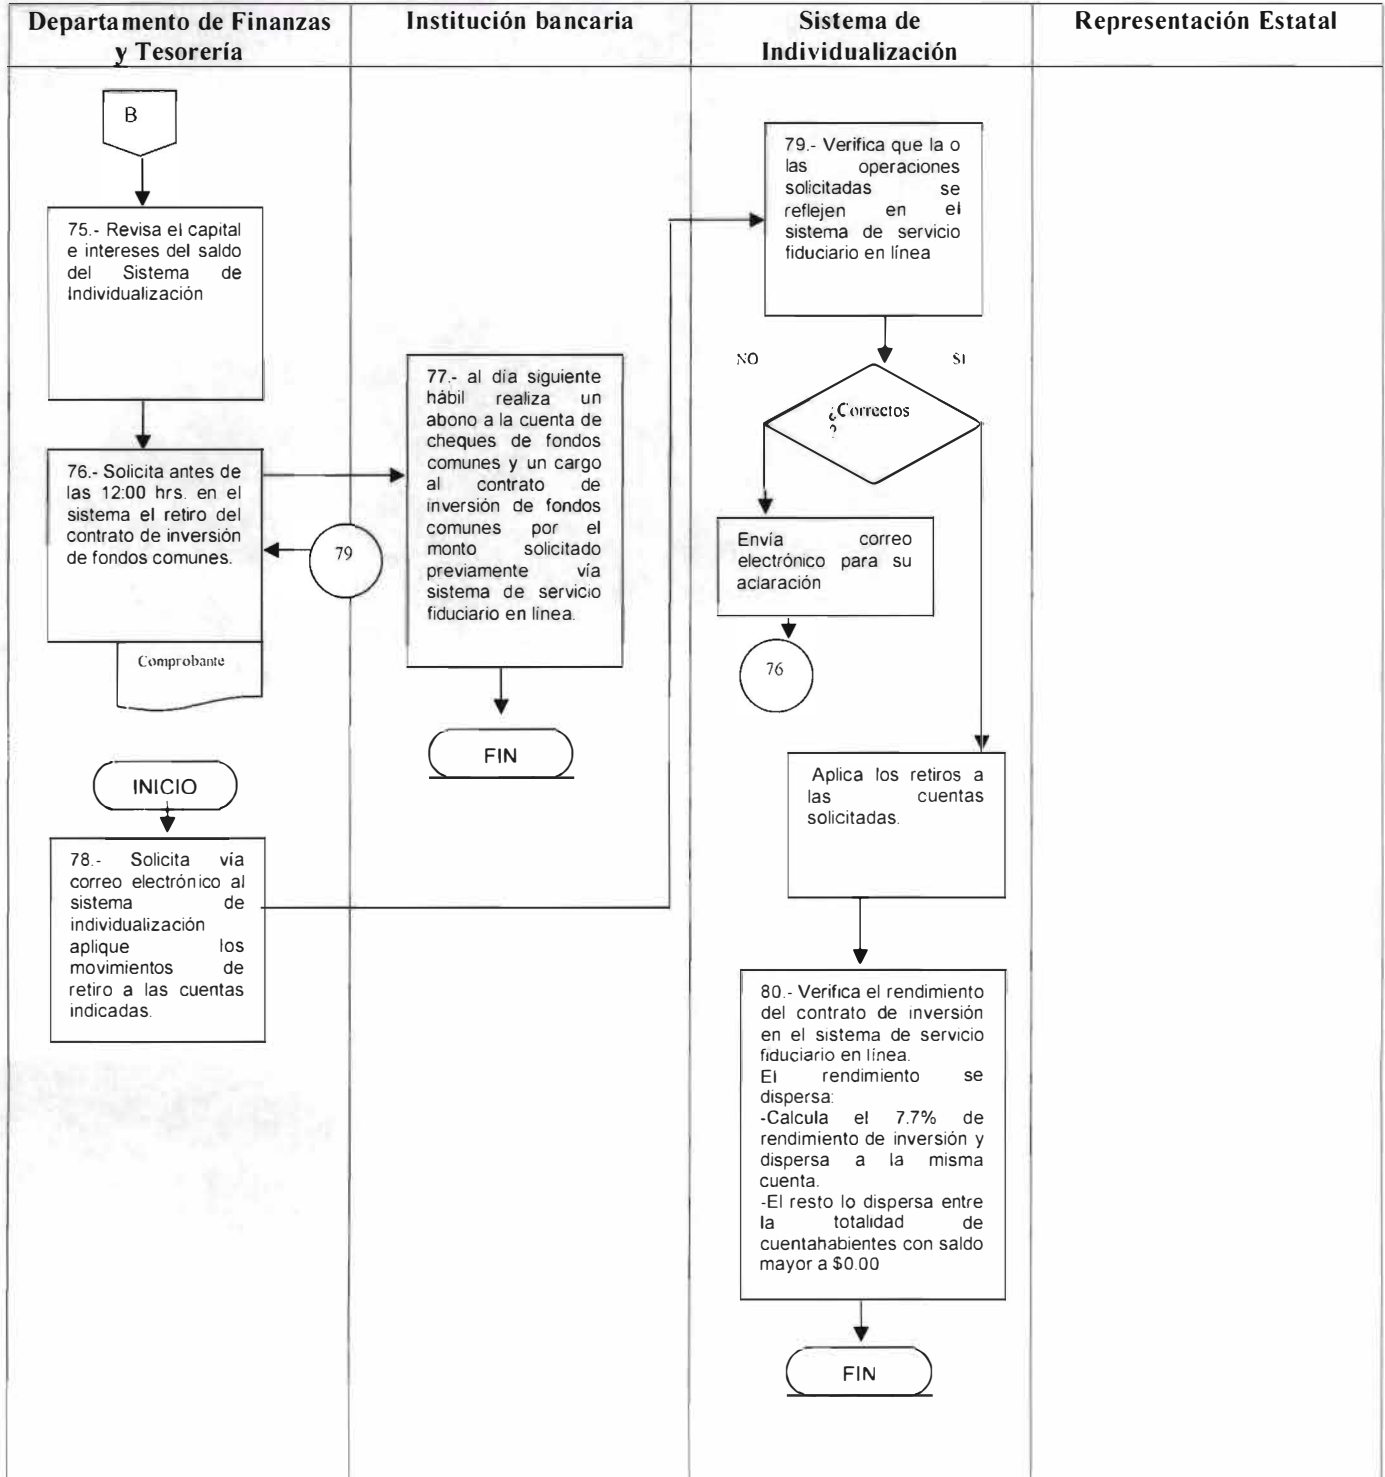 Departamento de Finanzas
y Tesorería
Institución bancaria
Sistema de
Individualización
Representación Estatal
B
75.- Revisa el capital
e intereses del saldo
del Sistema de
Individualización
76.- Solicita antes de
las 12:00 hrs. en el
sistema el retiro del
contrato de inversión
de fondos comunes.
79
Comprobante
INICIO
78.- Solicita vía
correo electrónico al
sistema de
individualización
aplique los
movimientos de
retiro a las cuentas
indicadas.
77.- al día siguiente
hábil realiza un
abono a la cuenta de
cheques de fondos
comunes y un cargo
al contrato de
inversión de fondos
comunes por el
monto solicitado
previamente vía
sistema de servicio
fiduciario en línea.
FIN
79.- Verifica que la o
las operaciones
solicitadas se
reflejen en el
sistema de servicio
fiduciario en línea
NO
SI
¿Correctos
?
Envía correo
electrónico para su
aclaración
76
Aplica los retiros a
las cuentas
solicitadas.
80.- Verifica el rendimiento
del contrato de inversión
en el sistema de servicio
fiduciario en línea.
El rendimiento se
dispersa:
-Calcula el 7.7% de
rendimiento de inversión y
dispersa a la misma
cuenta.
-El resto lo dispersa entre
la totalidad de
cuentahabientes con saldo
mayor a $0.00
FIN